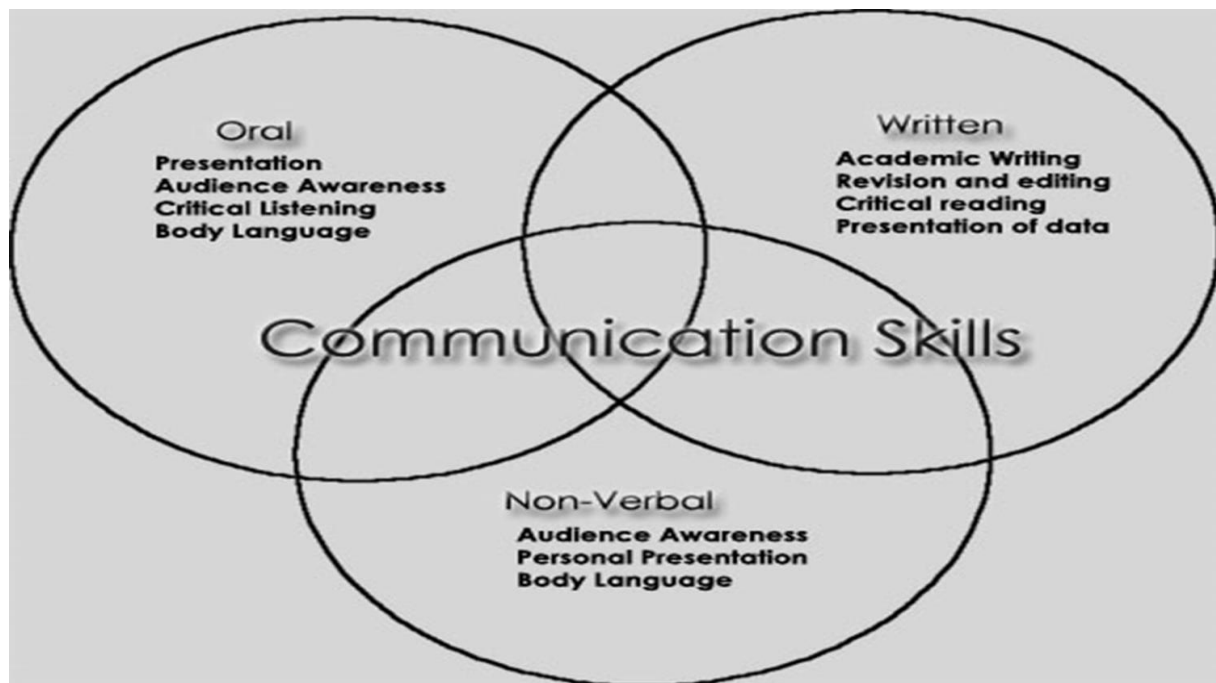 Oral
Presentation
Audience Awareness
Critical Listening
Body Language
Written
Academic Writing
Revision and editing
Critical reading
Presentation of data
Communication Skills
Non-Verbal
Audience Awareness
Personal Presentation
Body Language